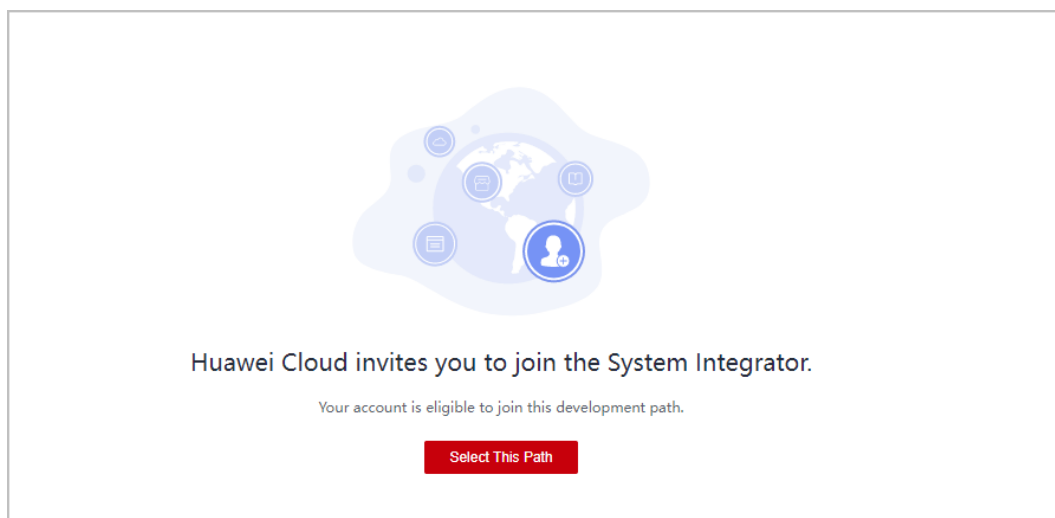 Huawei Cloud invites you to join the System Integrator.
Your account is eligible to join this development path.
Select This Path